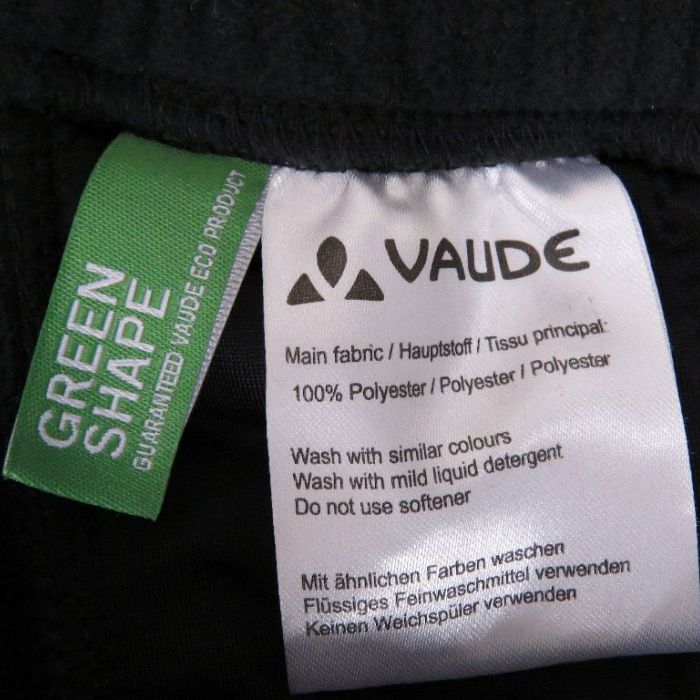 GREEN
SHAPE
GUARANTEED VAUDE ECO PRODUCT
VAUDE
Main fabric / Hauptstoff / Tissu principal:
100% Polyester / Polyester / Polyester
Wash with similar colours
Wash with mild liquid detergent
Do not use softener
Mit ähnlichen Farben waschen
Flüssiges Feinwaschmittel verwenden
Keinen Weichspüler verwenden